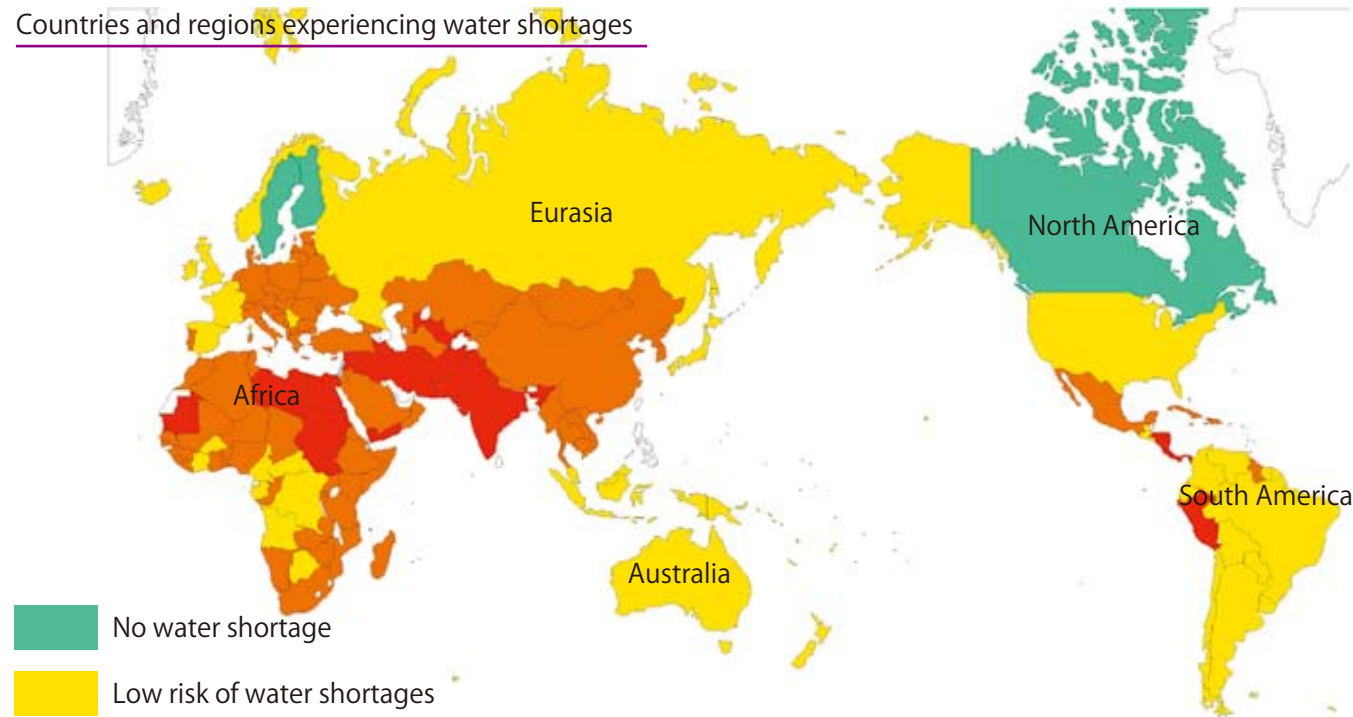 Countries and regions experiencing water shortages
Eurasia
North America
Africa
South America
Australia
No water shortage
Low risk of water shortages